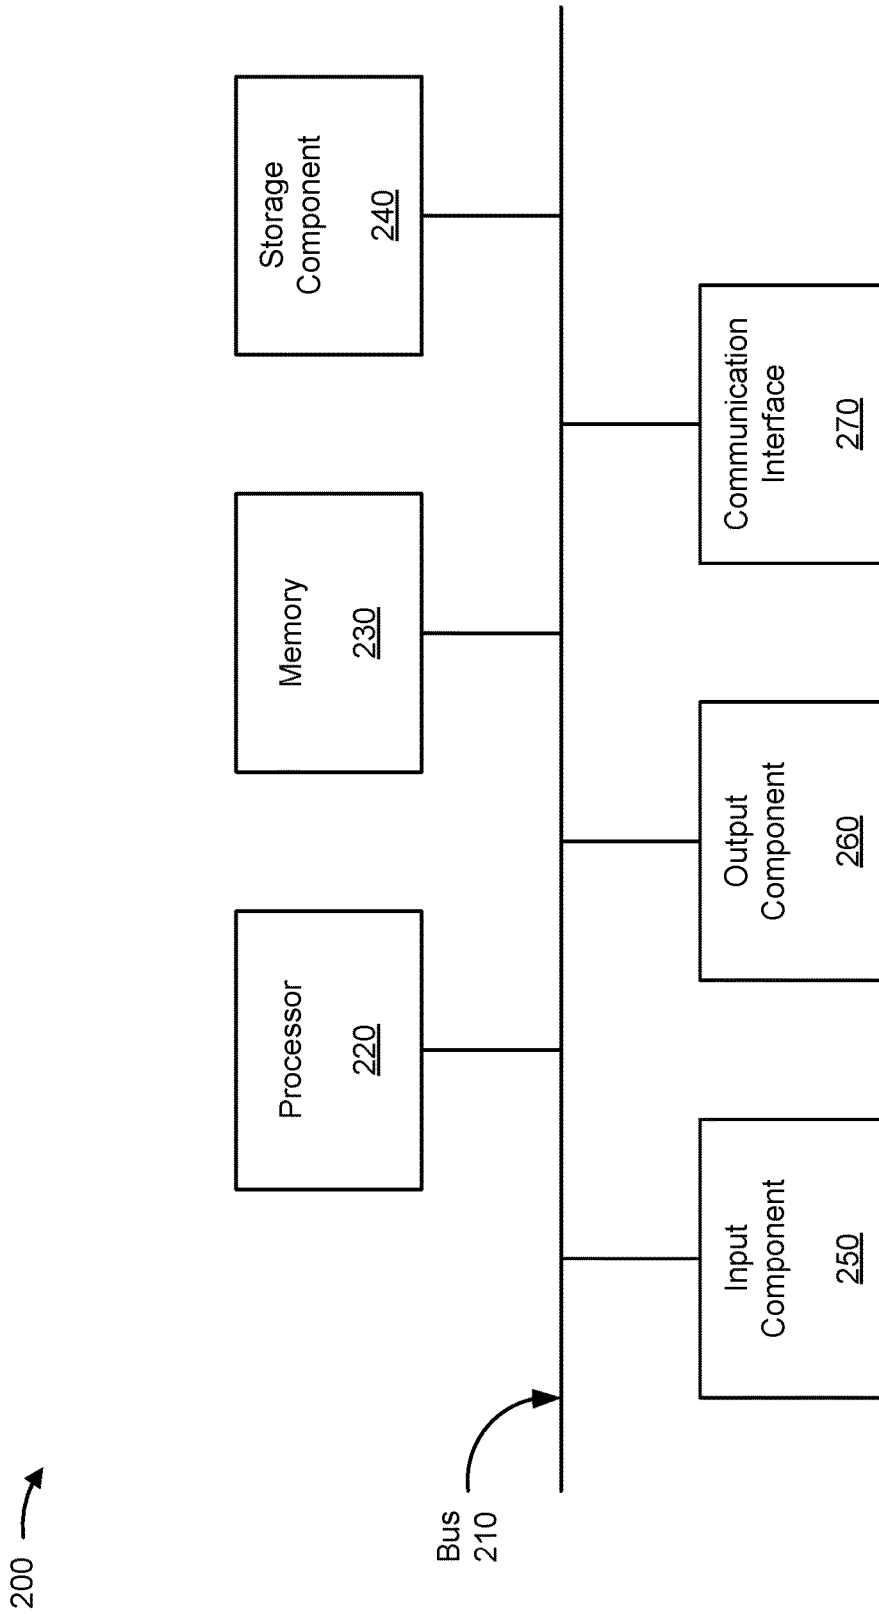 200
Processor
220
Memory
230
Storage
Component
240
Bus
210
Input
Component
250
Output
Component
260
Communication
Interface
270